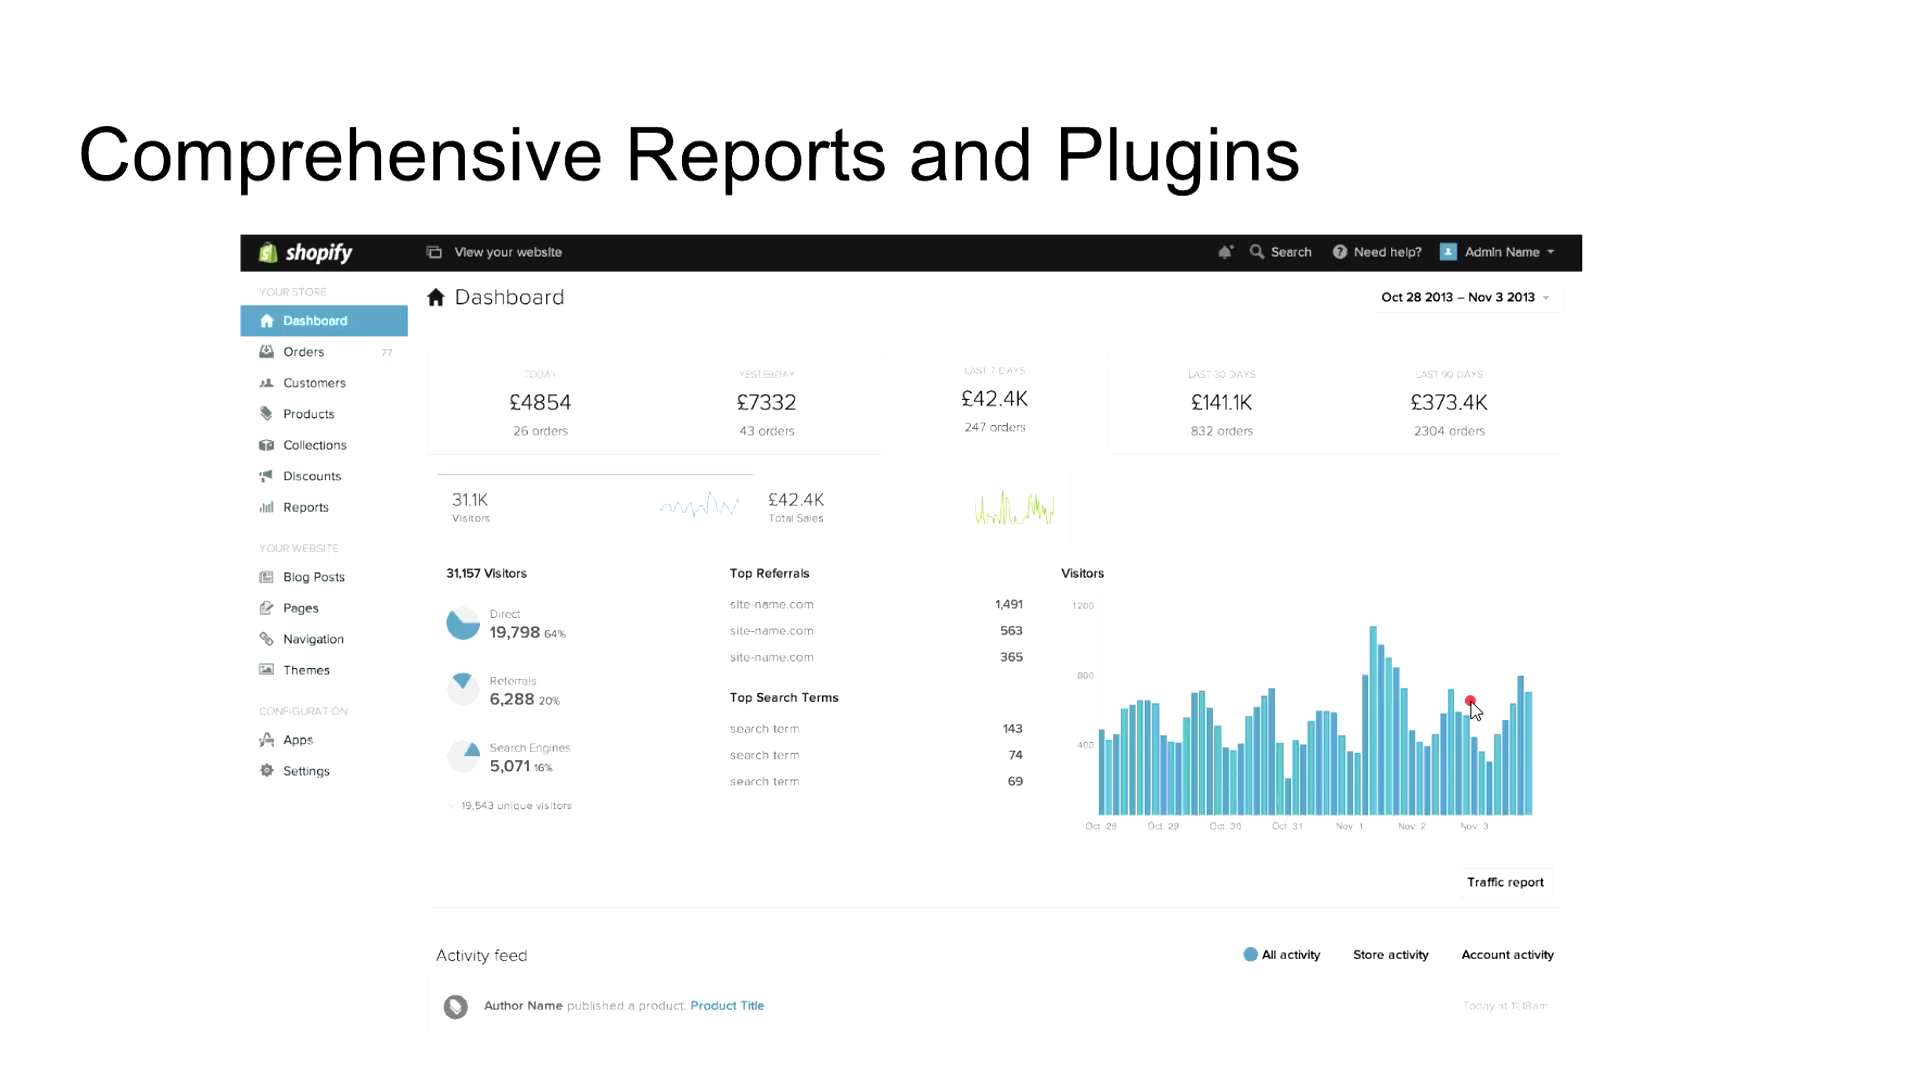 Comprehensive Reports and Plugins
shopify
View your website
Search
Need help?
Admin Name
YOUR STORE
Dashboard
Orders 77
Customers
Products
Collections
Discounts
Reports
YOUR WEBSITE
Blog Posts
Pages
Navigation
Themes
CONFIGURATION
Apps
Settings
Dashboard
Oct 28 2013 – Nov 3 2013
TODAY
£4854
26 orders
YESTERDAY
£7332
43 orders
LAST 7 DAYS
£42.4K
247 orders
LAST 30 DAYS
£141.1K
832 orders
LAST 90 DAYS
£373.4K
2304 orders
31.1K
Visitors
£42.4K
Total Sales
31,157 Visitors
Direct
19,798 64%
Referrals
6,288 20%
Search Engines
5,071 16%
19,543 unique visitors
Top Referrals
site-name.com 1,491
site-name.com 563
site-name.com 365
Top Search Terms
search term 143
search term 74
search term 69
Visitors
1200
800
400
Oct 28 Oct 29 Oct 30 Oct 31 Nov 1 Nov 2 Nov 3
Traffic report
Activity feed
All activity
Store activity
Account activity
Author Name published a product: Product Title
Today at 11:18am